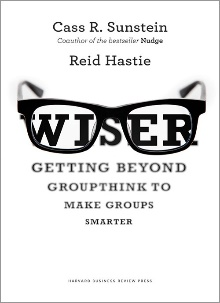 Cass R. Sunstein
Coauthor of the bestseller Nudge
Reid Hastie
WISER
GETTING BEYOND
GROUPTHINK TO
MAKE GROUPS
SMARTER
HARVARD BUSINESS REVIEW PRESS